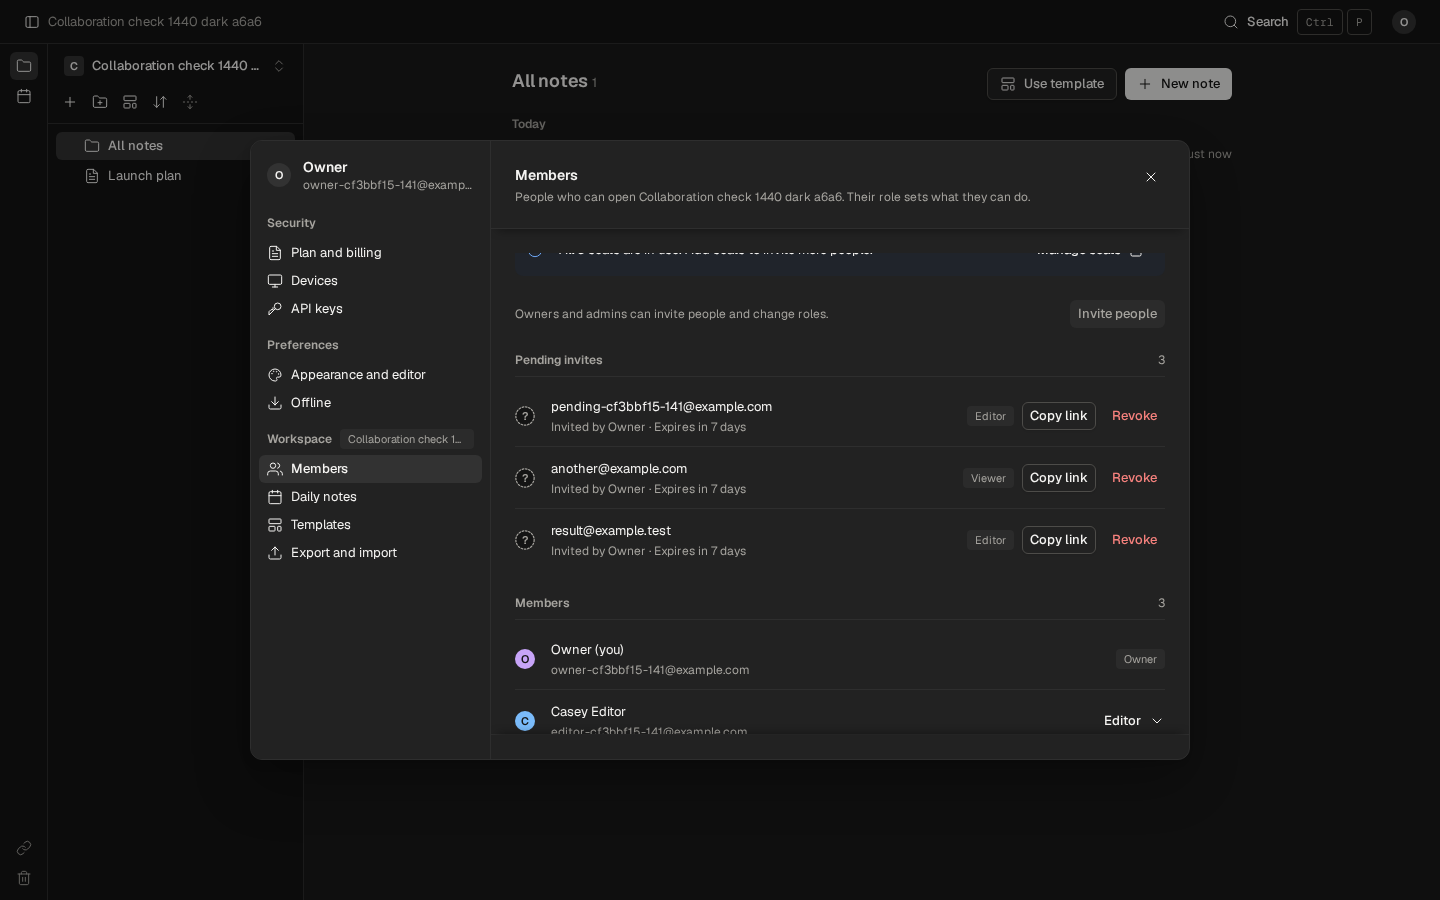 Collaboration check 1440 dark a6a6
Search Ctrl P O
C Collaboration check 1440 ...
All notes 1
Use template
New note
Today
All notes
Launch plan
just now
O Owner
owner-cf3bbf15-141@examp...
Security
Plan and billing
Devices
API keys
Preferences
Appearance and editor
Offline
Workspace Collaboration check 1...
Members
Daily notes
Templates
Export and import
Members
People who can open Collaboration check 1440 dark a6a6. Their role sets what they can do.
Owners and admins can invite people and change roles.
Invite people
Pending invites 3
? pending-cf3bbf15-141@example.com
Invited by Owner · Expires in 7 days
Editor Copy link Revoke
? another@example.com
Invited by Owner · Expires in 7 days
Viewer Copy link Revoke
? result@example.test
Invited by Owner · Expires in 7 days
Editor Copy link Revoke
Members 3
O Owner (you)
owner-cf3bbf15-141@example.com
Owner
C Casey Editor
editor-cf3bbf15-141@example.com
Editor